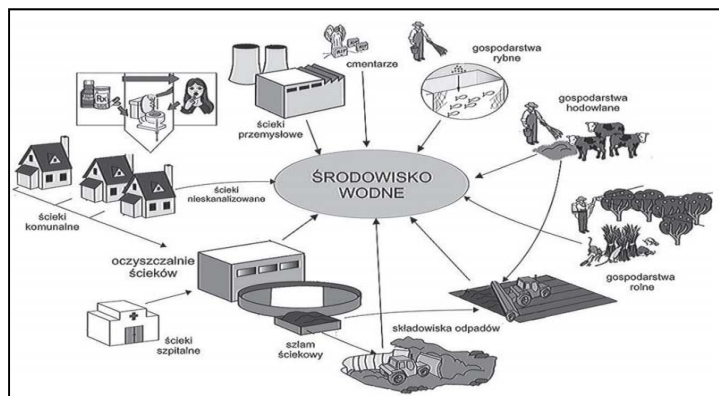 cmentarze
gospodarstwa
rybne
ścieki
przemysłowe
gospodarstwa
hodowlane
Rx
ŚRODOWISKO
WODNE
ścieki
nieskanalizowane
ścieki
komunalne
oczyszczalnie
ścieków
gospodarstwa
rolne
ścieki
szpitalne
szlam
ściekowy
składowiska odpadów